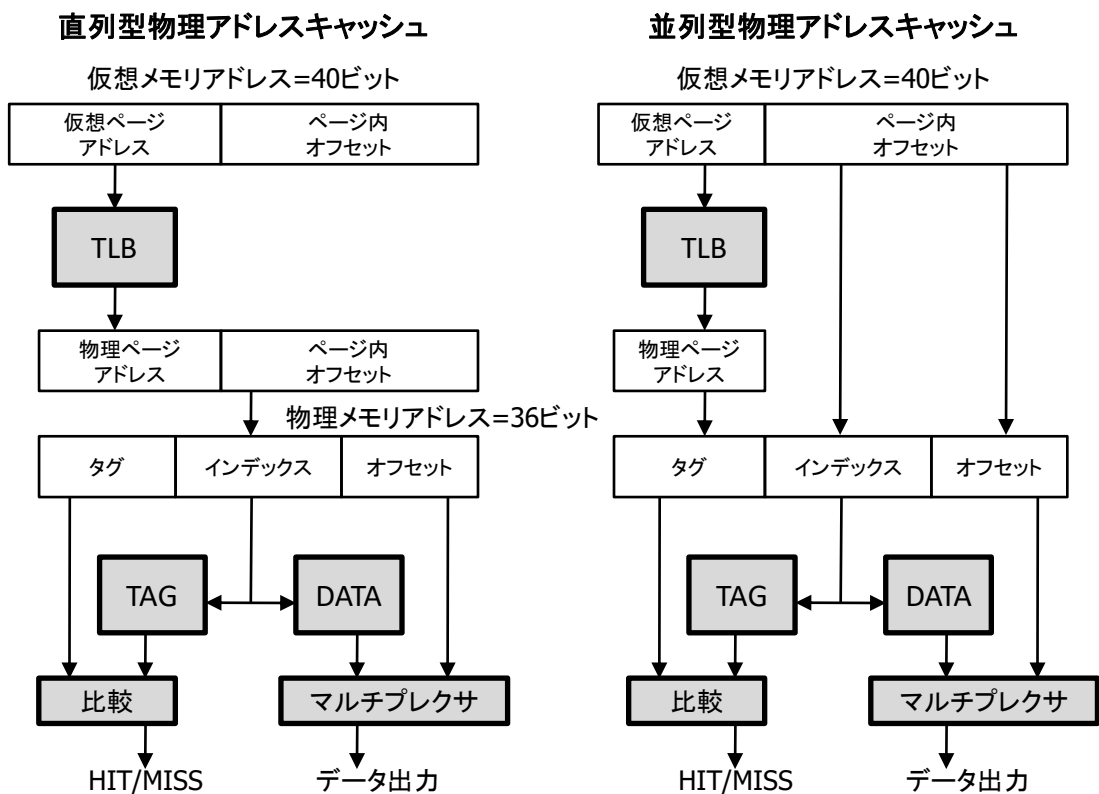 直列型物理アドレスキャッシュ
仮想メモリアドレス=40ビット
仮想ページ
アドレス
ページ内
オフセット
TLB
物理ページ
アドレス
ページ内
オフセット
物理メモリアドレス=36ビット
タグ
インデックス
オフセット
TAG
DATA
比較
マルチプレクサ
HIT/MISS
データ出力
並列型物理アドレスキャッシュ
仮想メモリアドレス=40ビット
仮想ページ
アドレス
ページ内
オフセット
TLB
物理ページ
アドレス
タグ
インデックス
オフセット
TAG
DATA
比較
マルチプレクサ
HIT/MISS
データ出力